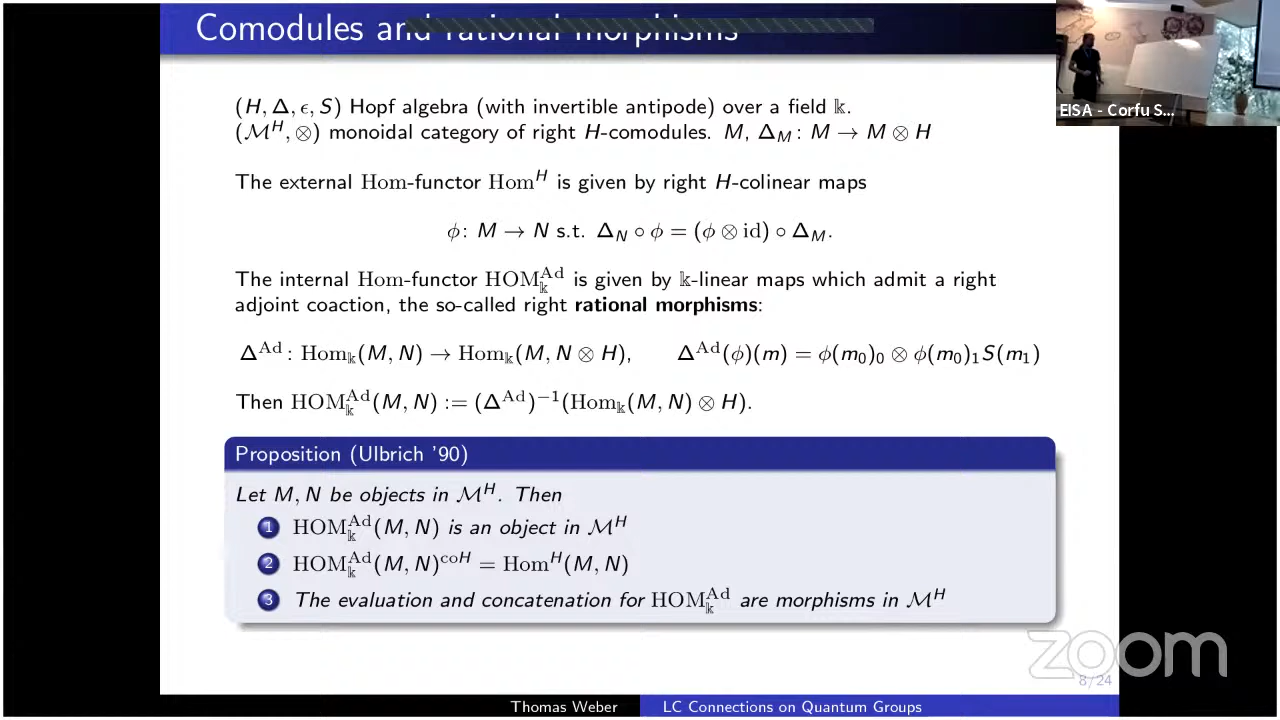 Comodules and rational morphisms
EISA - Corfu S...
(H, Δ, ϵ, S) Hopf algebra (with invertible antipode) over a field 𝕜.
(ℳ^H, ⊗) monoidal category of right H-comodules. M, Δ_M : M → M ⊗ H
The external Hom-functor Hom^H is given by right H-colinear maps
ϕ: M → N s.t. Δ_N ∘ ϕ = (ϕ ⊗ id) ∘ Δ_M.
The internal Hom-functor HOM_𝕜^Ad is given by 𝕜-linear maps which admit a right
adjoint coaction, the so-called right rational morphisms:
Δ^Ad : Hom_𝕜(M, N) → Hom_𝕜(M, N ⊗ H), Δ^Ad(ϕ)(m) = ϕ(m_0)_0 ⊗ ϕ(m_0)_1 S(m_1)
Then HOM_𝕜^Ad(M, N) := (Δ^Ad)^−1(Hom_𝕜(M, N) ⊗ H).
Proposition (Ulbrich '90)
Let M, N be objects in ℳ^H. Then
1 HOM_𝕜^Ad(M, N) is an object in ℳ^H
2 HOM_𝕜^Ad(M, N)^coH = Hom^H(M, N)
3 The evaluation and concatenation for HOM_𝕜^Ad are morphisms in ℳ^H
zoom
8/24
Thomas Weber LC Connections on Quantum Groups